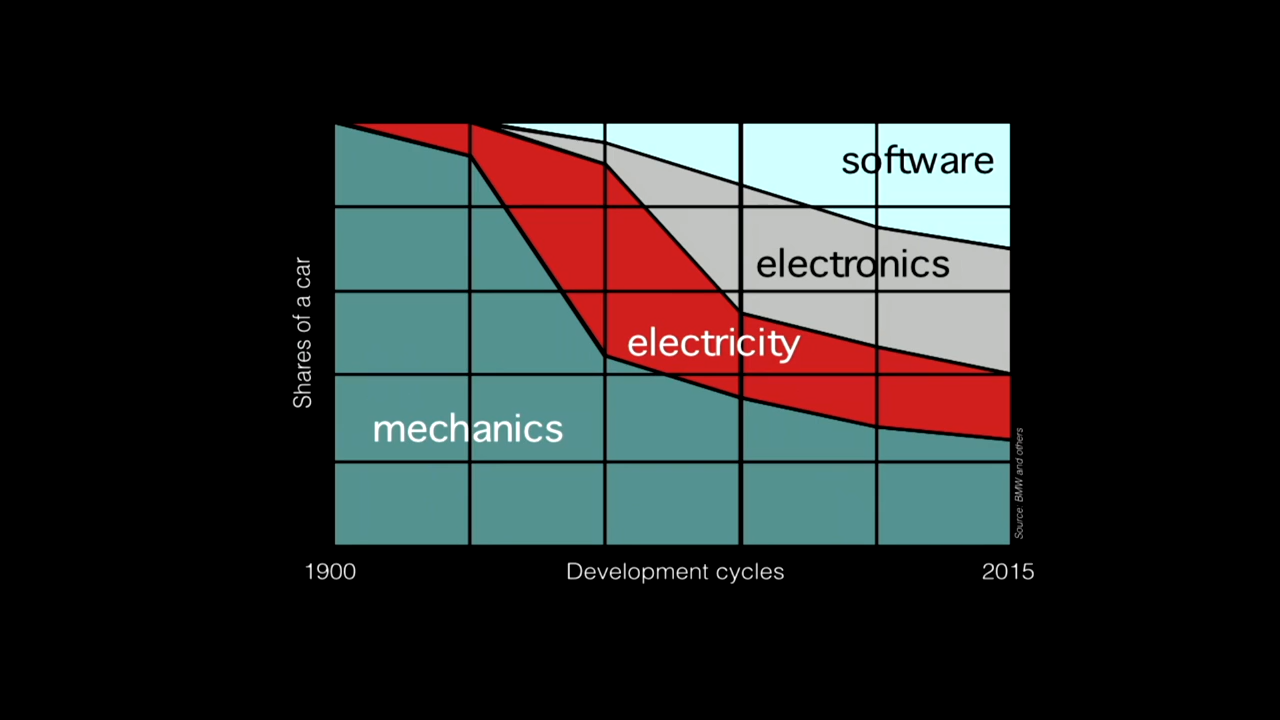 software
electronics
electricity
mechanics
Shares of a car
Source: BMW and others
1900
Development cycles
2015